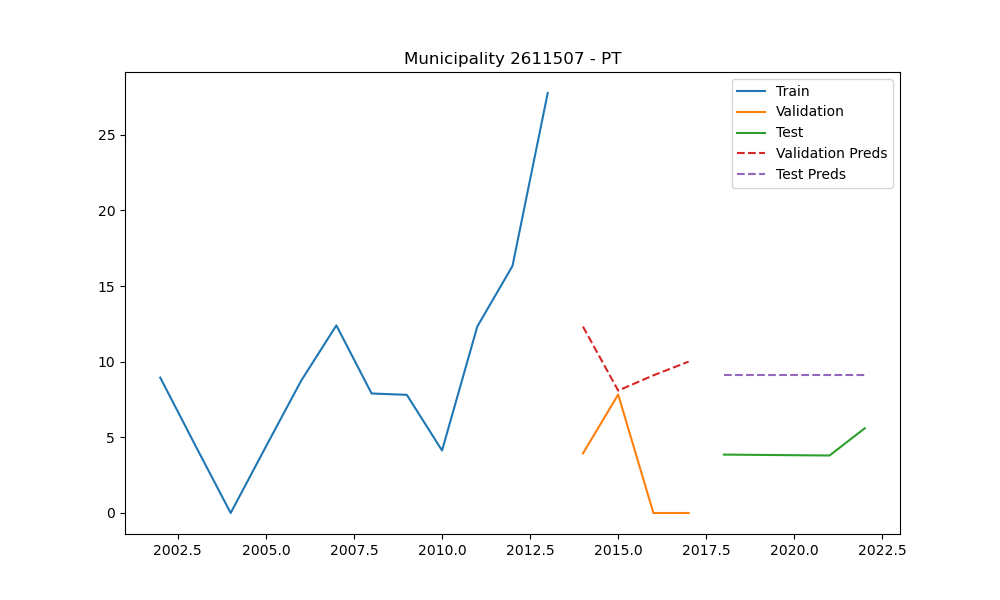 Municipality 2611507 - PT
Train
Validation
Test
Validation Preds
Test Preds
25
20
15
10
5
0
2002.5 2005.0 2007.5 2010.0 2012.5 2015.0 2017.5 2020.0 2022.5